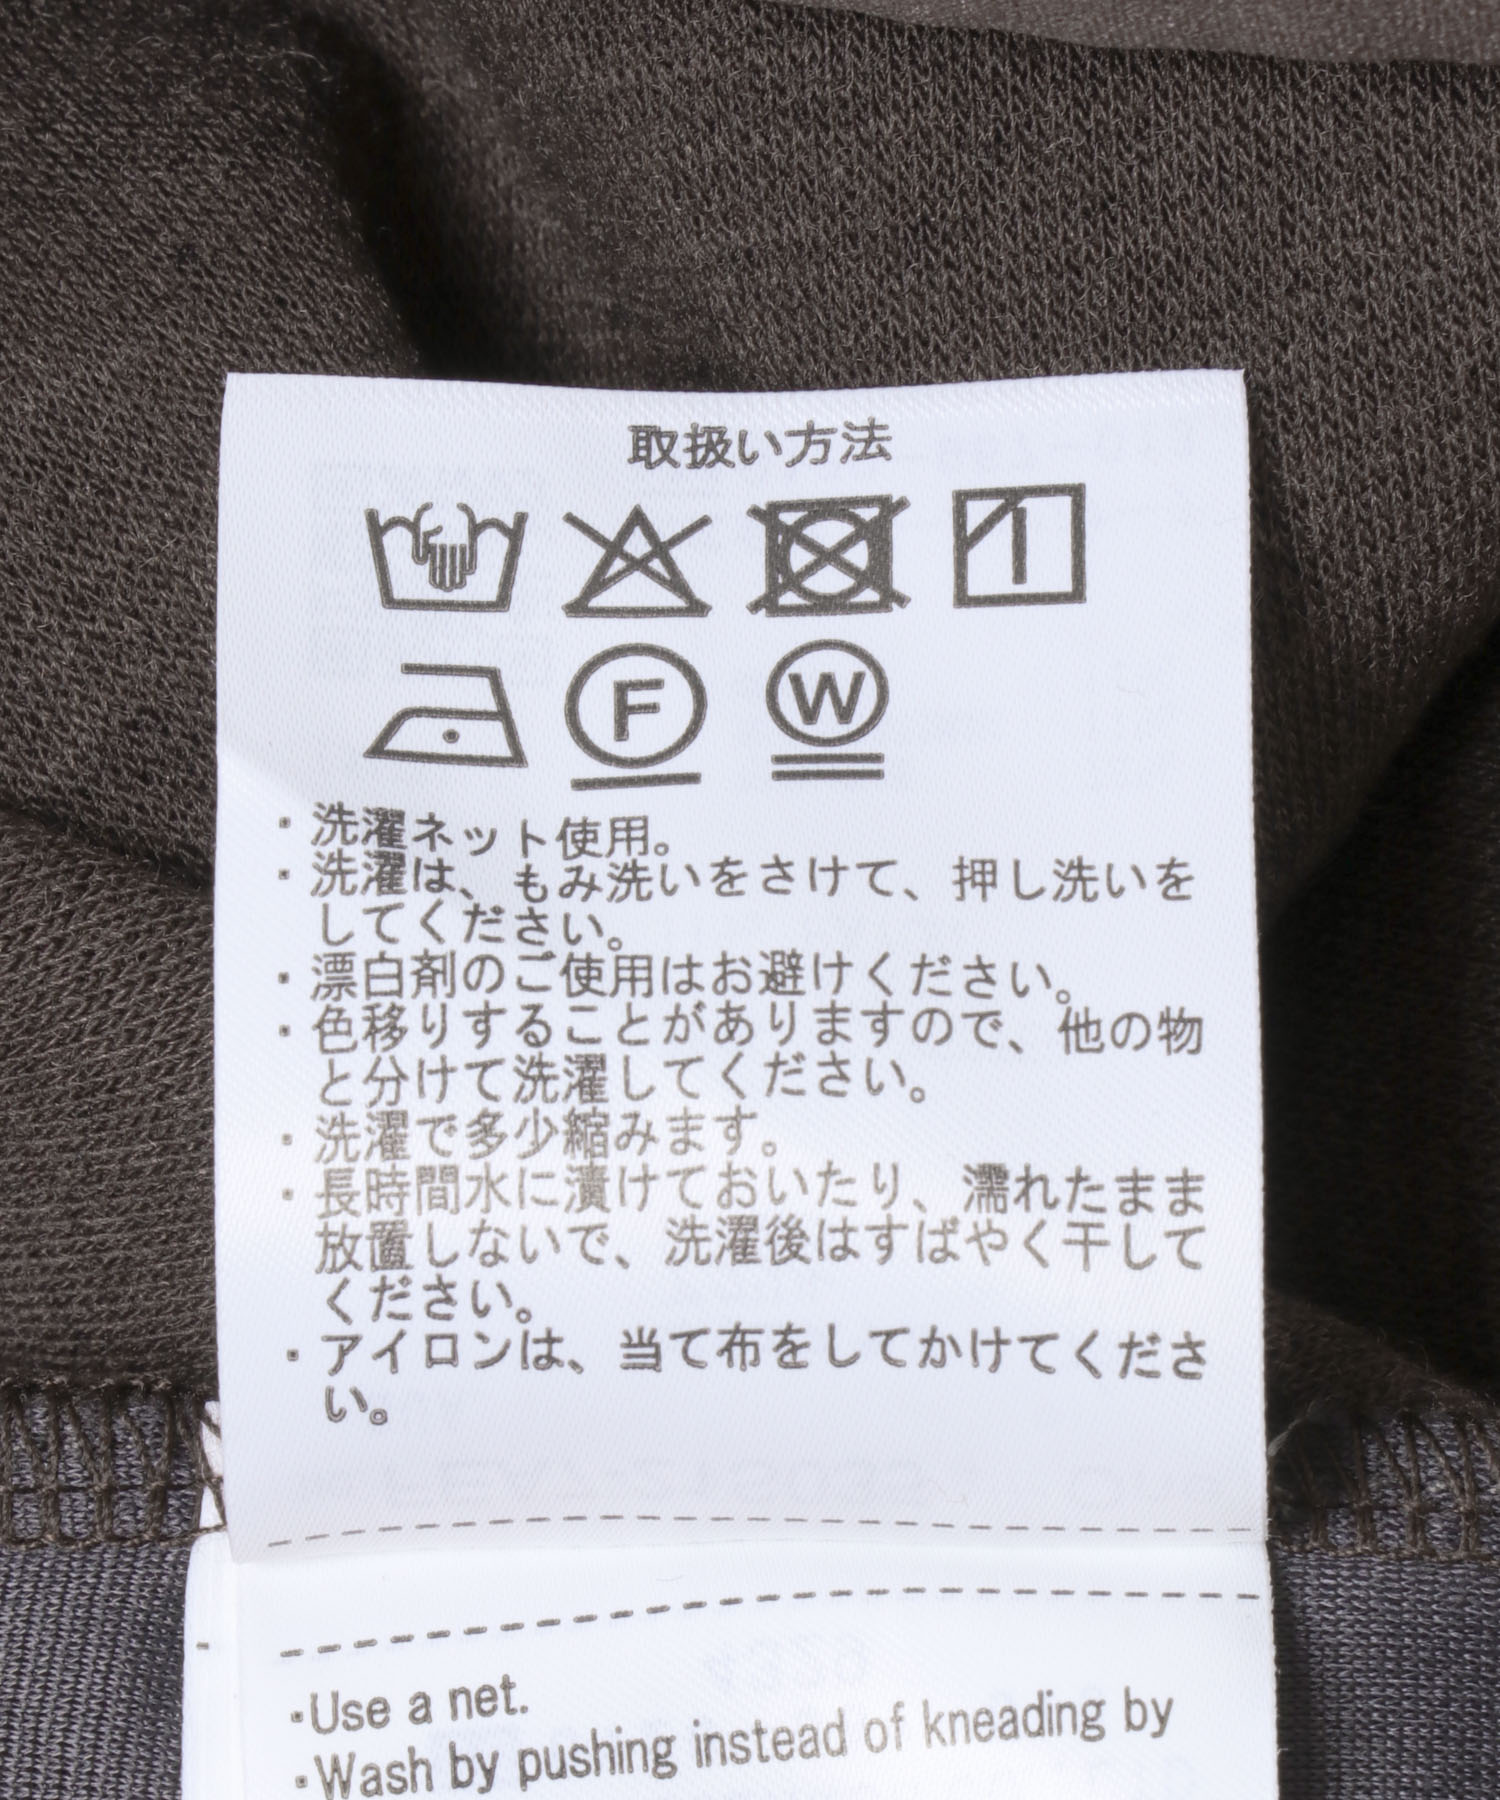 取扱い方法
F W
・洗濯ネット使用。
・洗濯は、もみ洗いをさけて、押し洗いを
してください。
・漂白剤のご使用はお避けください。
・色移りすることがありますので、他の物
と分けて洗濯してください。
・洗濯で多少縮みます。
・長時間水に漬けておいたり、濡れたまま
放置しないで、洗濯後はすばやく干して
ください。
・アイロンは、当て布をしてかけてくださ
い。
・Use a net.
・Wash by pushing instead of kneading by